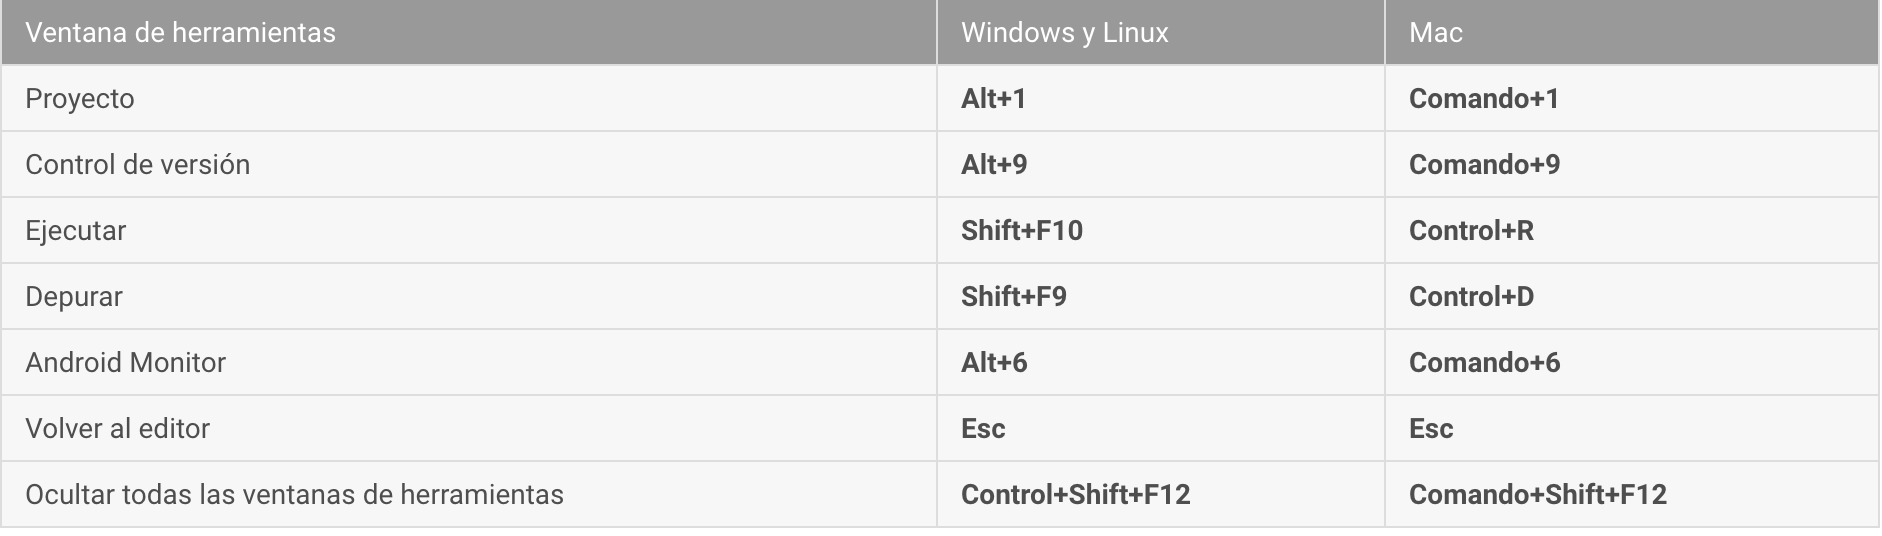 Ventana de herramientas Windows y Linux Mac
Proyecto Alt+1 Comando+1
Control de versión Alt+9 Comando+9
Ejecutar Shift+F10 Control+R
Depurar Shift+F9 Control+D
Android Monitor Alt+6 Comando+6
Volver al editor Esc Esc
Ocultar todas las ventanas de herramientas Control+Shift+F12 Comando+Shift+F12